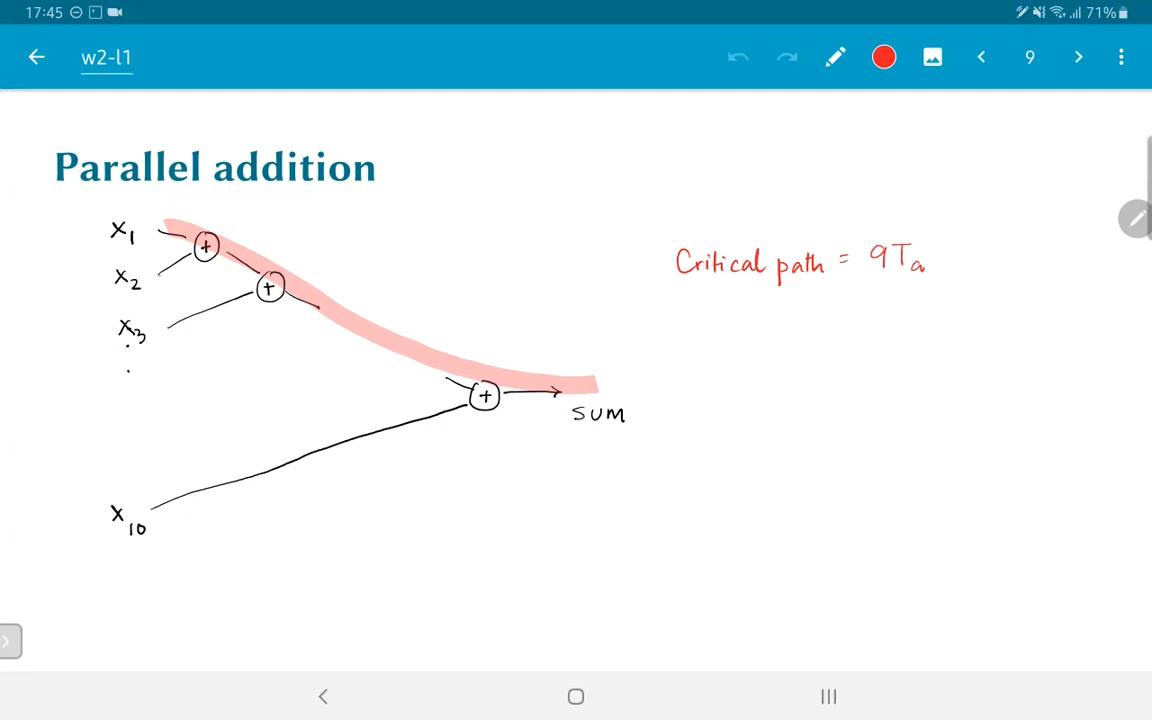 17:45 71%
w2-l1 9
Parallel addition
x₁
x₂
x₃
x₁₀
+
+
+
sum
Critical path = 9Tₐ